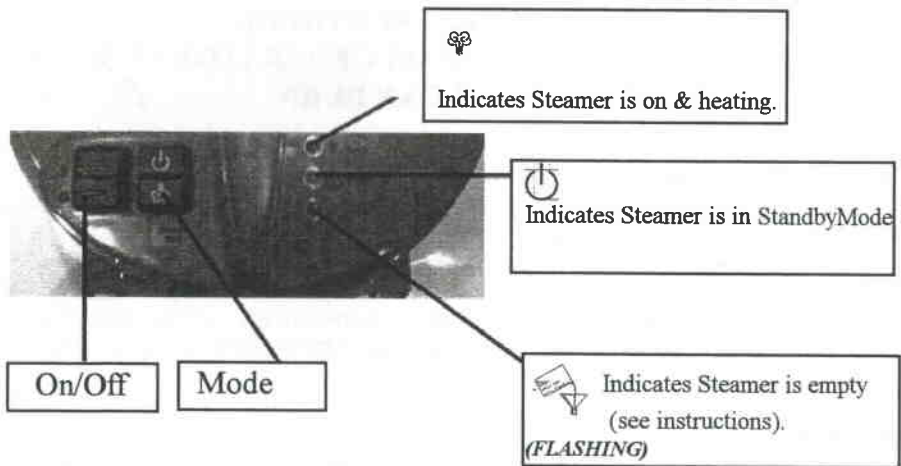 Indicates Steamer is on & heating.
Indicates Steamer is in StandbyMode
On/Off
Mode
Indicates Steamer is empty
(see instructions).
(FLASHING)